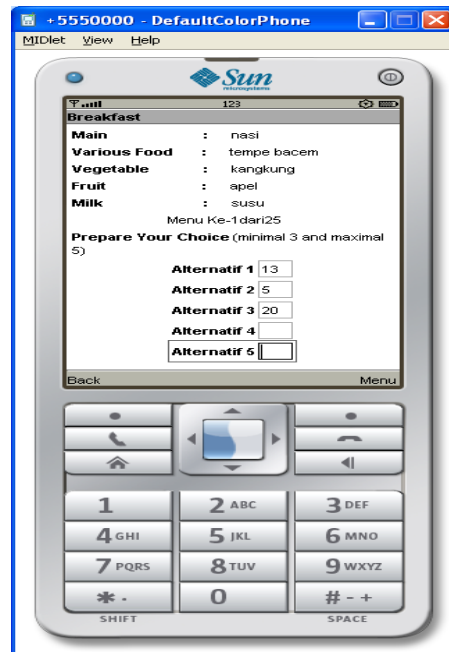 +5550000 - DefaultColorPhone
MIDlet View Help
Sun
microsystems
123
Breakfast
Main : nasi
Various Food : tempe bacem
Vegetable : kangkung
Fruit : apel
Milk : susu
Menu Ke-1dari25
Prepare Your Choice (minimal 3 and maximal
5)
Alternatif 1 13
Alternatif 2 5
Alternatif 3 20
Alternatif 4
Alternatif 5
Back Menu
1 2 ABC 3 DEF
4 GHI 5 JKL 6 MNO
7 PQRS 8 TUV 9 WXYZ
* . 0 # - +
SHIFT SPACE